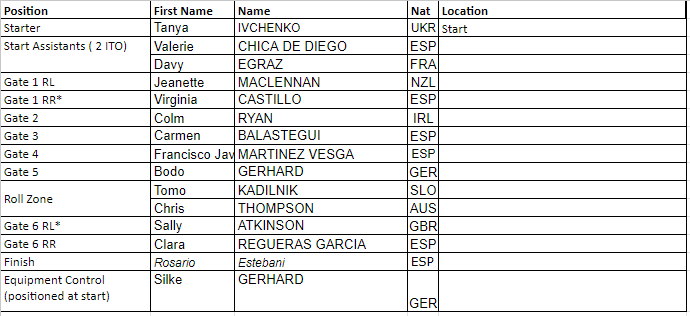 Position First Name Name Nat Location
Starter Tanya IVCHENKO UKR Start
Start Assistants ( 2 ITO) Valerie CHICA DE DIEGO ESP
Davy EGRAZ FRA
Gate 1 RL Jeanette MACLENNAN NZL
Gate 1 RR* Virginia CASTILLO ESP
Gate 2 Colm RYAN IRL
Gate 3 Carmen BALASTEGUI ESP
Gate 4 Francisco Jav MARTINEZ VESGA ESP
Gate 5 Bodo GERHARD GER
Roll Zone Tomo KADILNIK SLO
Chris THOMPSON AUS
Gate 6 RL* Sally ATKINSON GBR
Gate 6 RR Clara REGUERAS GARCIA ESP
Finish Rosario Estebani ESP
Equipment Control Silke GERHARD
(positioned at start) GER